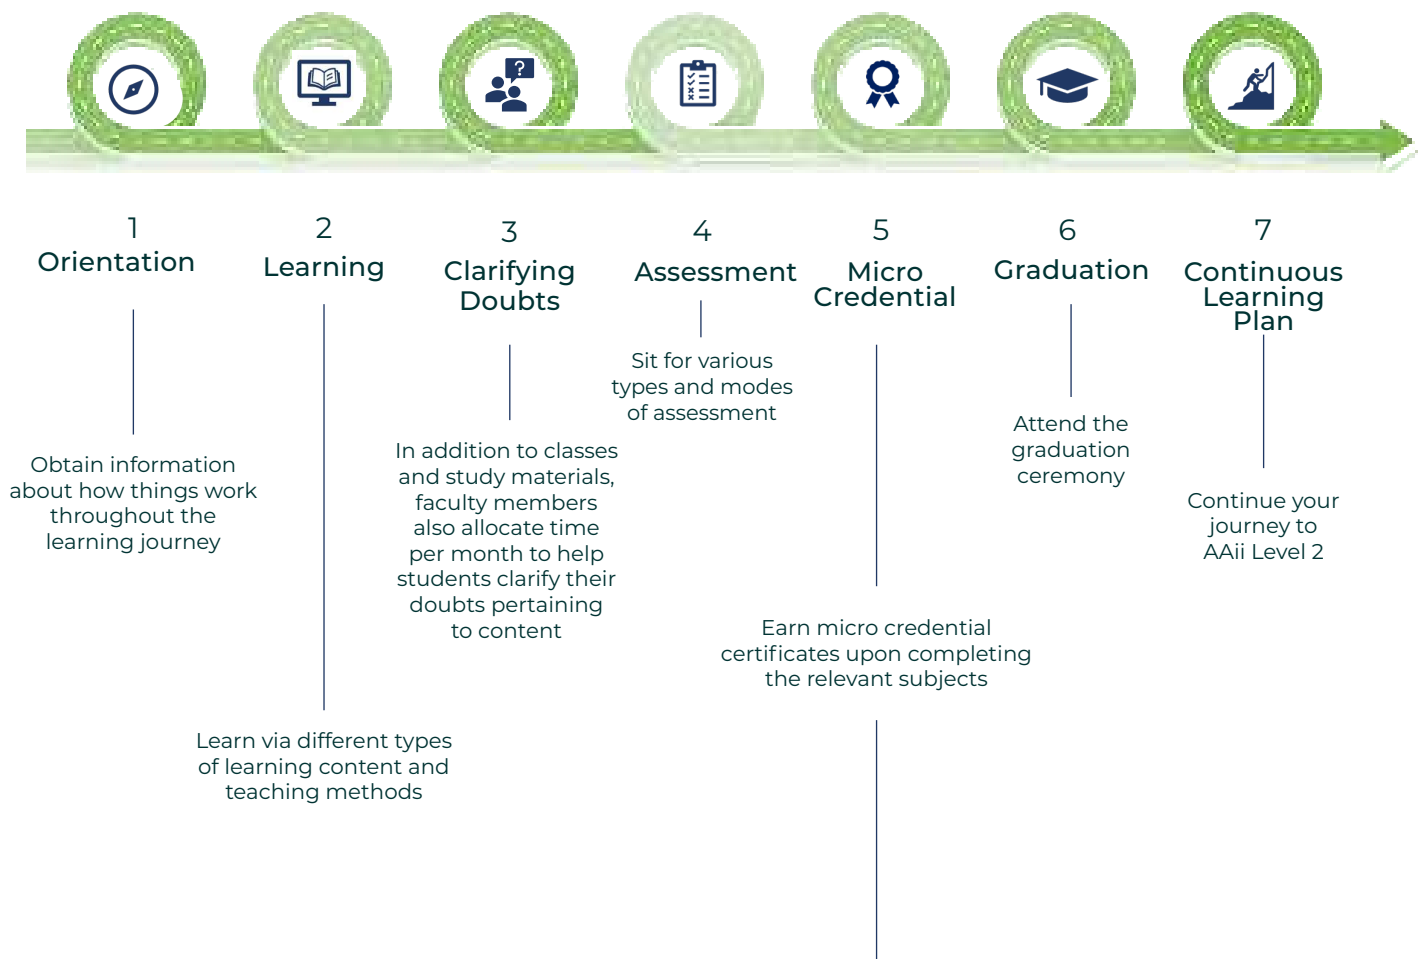 1
Orientation
Obtain information
about how things work
throughout the
learning journey
2
Learning
Learn via different types
of learning content and
teaching methods
3
Clarifying
Doubts
In addition to classes
and study materials,
faculty members
also allocate time
per month to help
students clarify their
doubts pertaining
to content
4
Assessment
Sit for various
types and modes
of assessment
5
Micro
Credential
Earn micro credential
certificates upon completing
the relevant subjects
6
Graduation
Attend the
graduation
ceremony
7
Continuous
Learning
Plan
Continue your
journey to
AAii Level 2